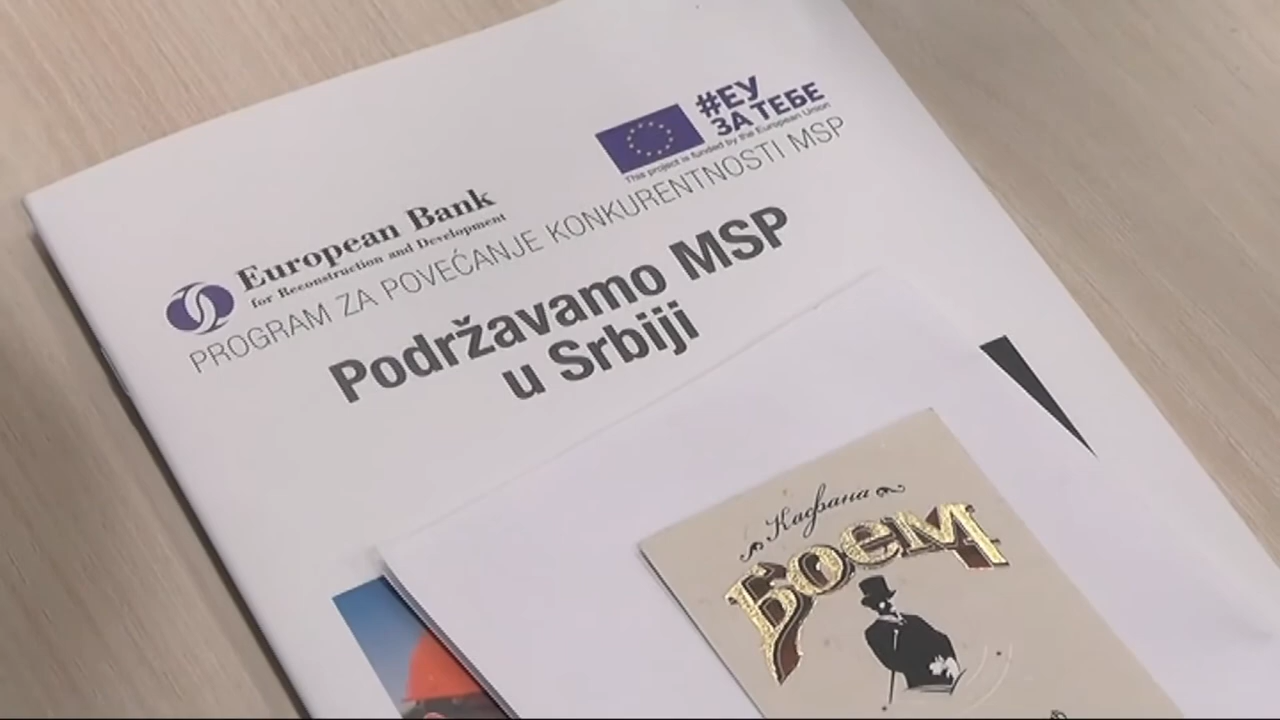 #ЕУ
ЗА ТЕБЕ
This project is funded by the European Union
European Bank
for Reconstruction and Development
PROGRAM ZA POVEĆANJE KONKURENTNOSTI MSP
Podržavamo MSP
u Srbiji
Кафана
Боем